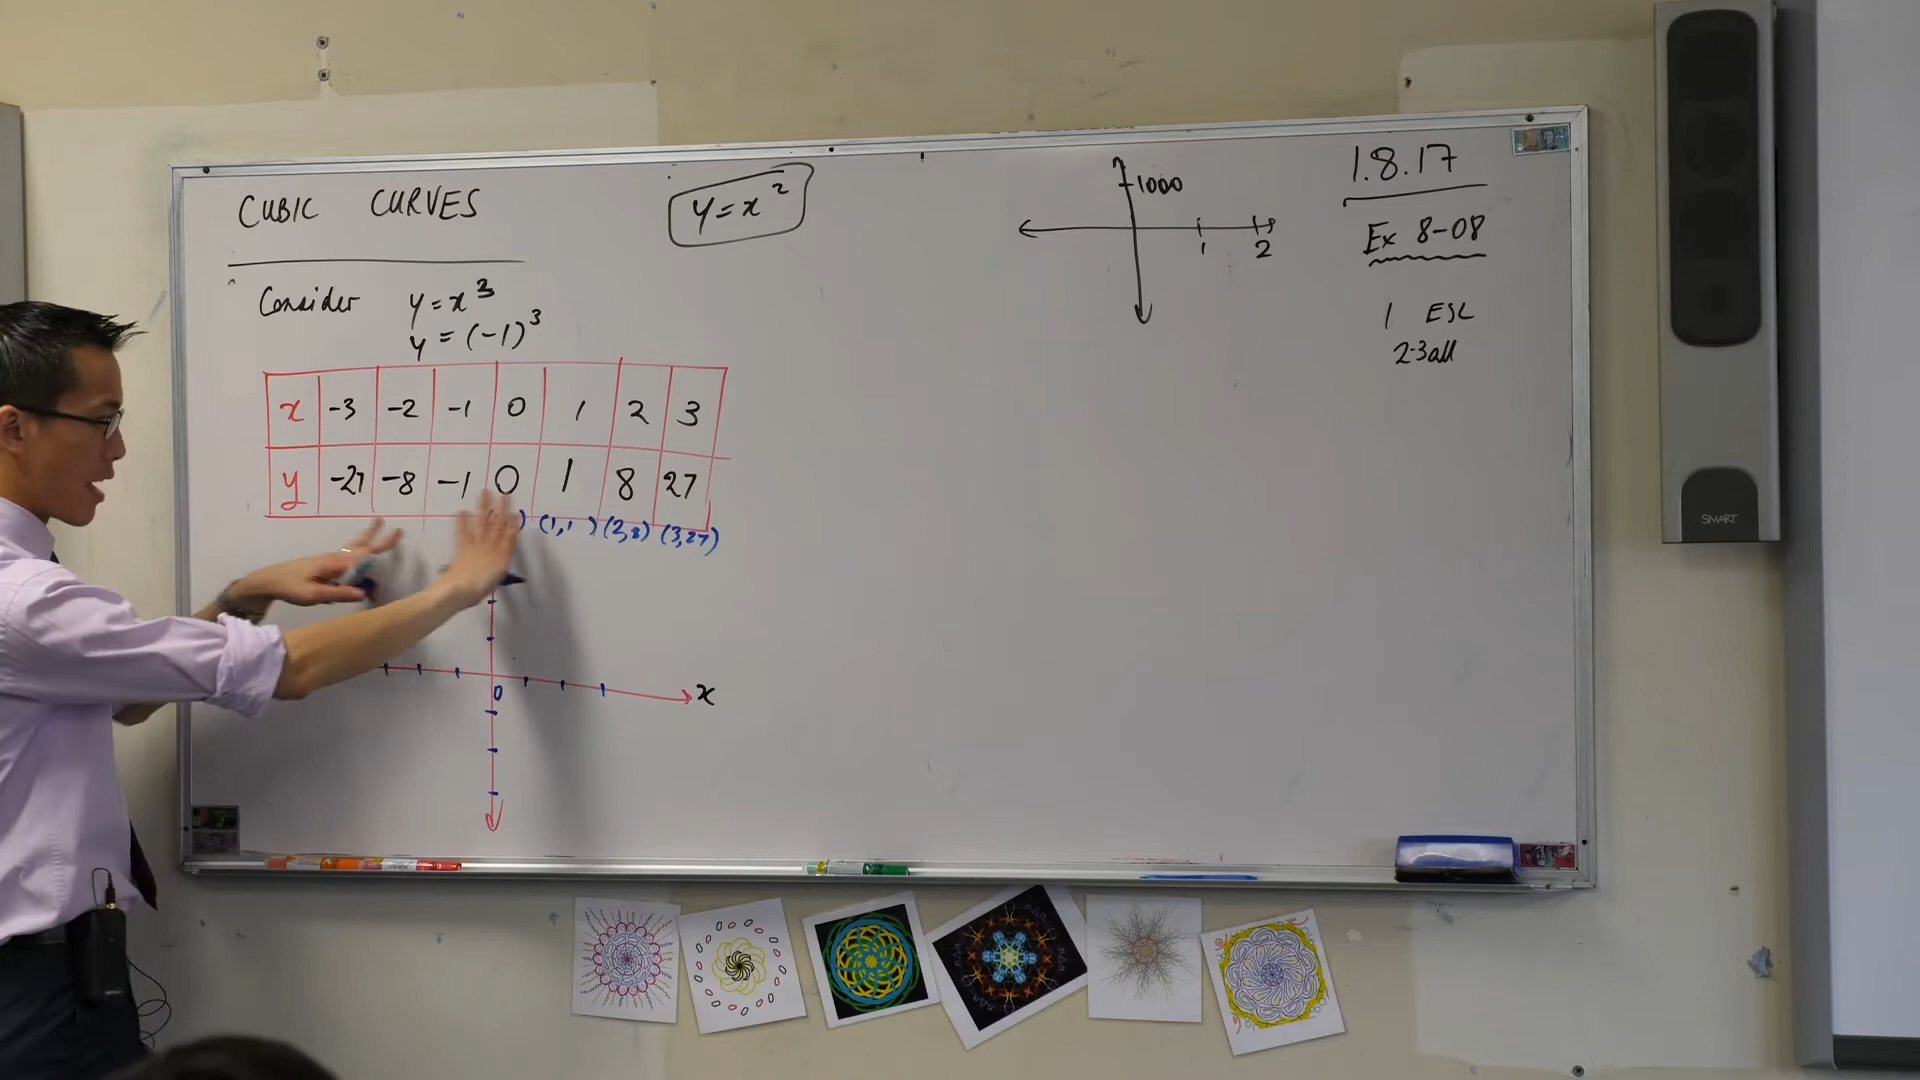 CUBIC CURVES
y=x²
1000
1 2
1.8.17
Ex 8-08
1 ESL
2-3all
Consider y=x³
y=(-1)³
x -3 -2 -1 0 1 2 3
y -27 -8 -1 0 1 8 27
) (1,1) (2,8) (3,27)
0
x
SMART